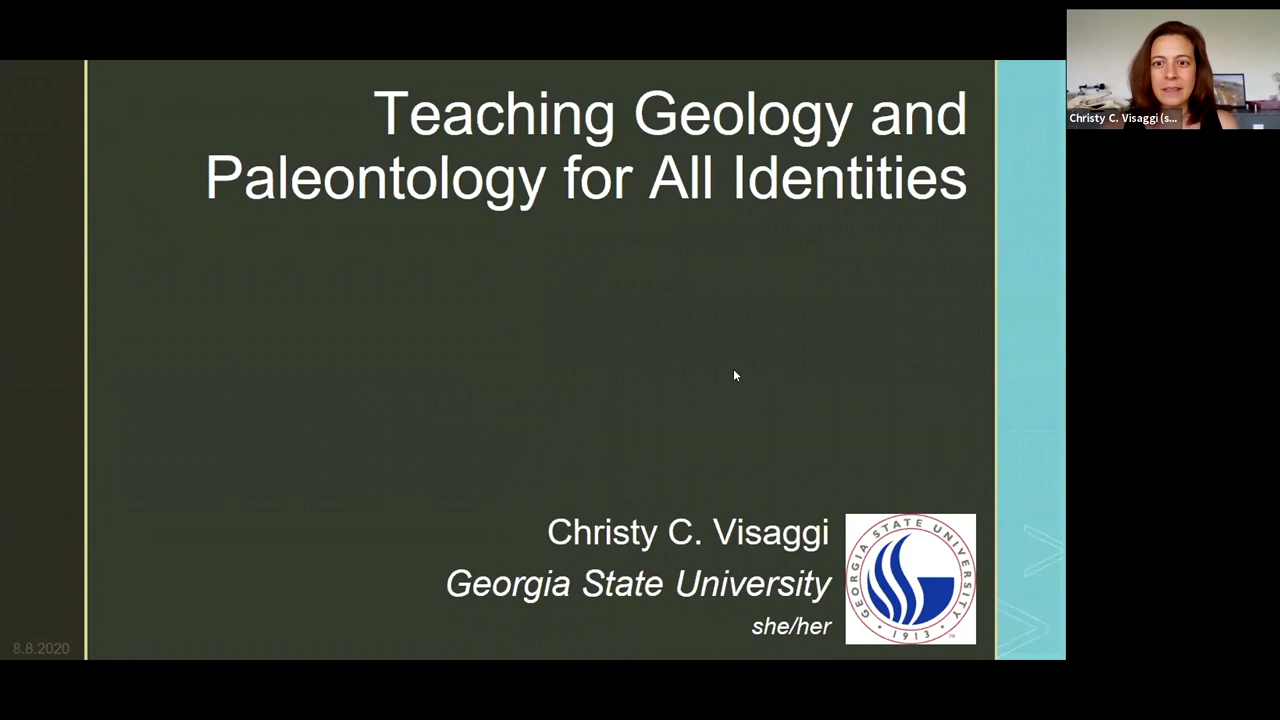 Teaching Geology and
Paleontology for All Identities
Christy C. Visaggi (s...
Christy C. Visaggi
Georgia State University
she/her
GEORGIA STATE UNIVERSITY
· 1913 ·
TM
8.8.2020